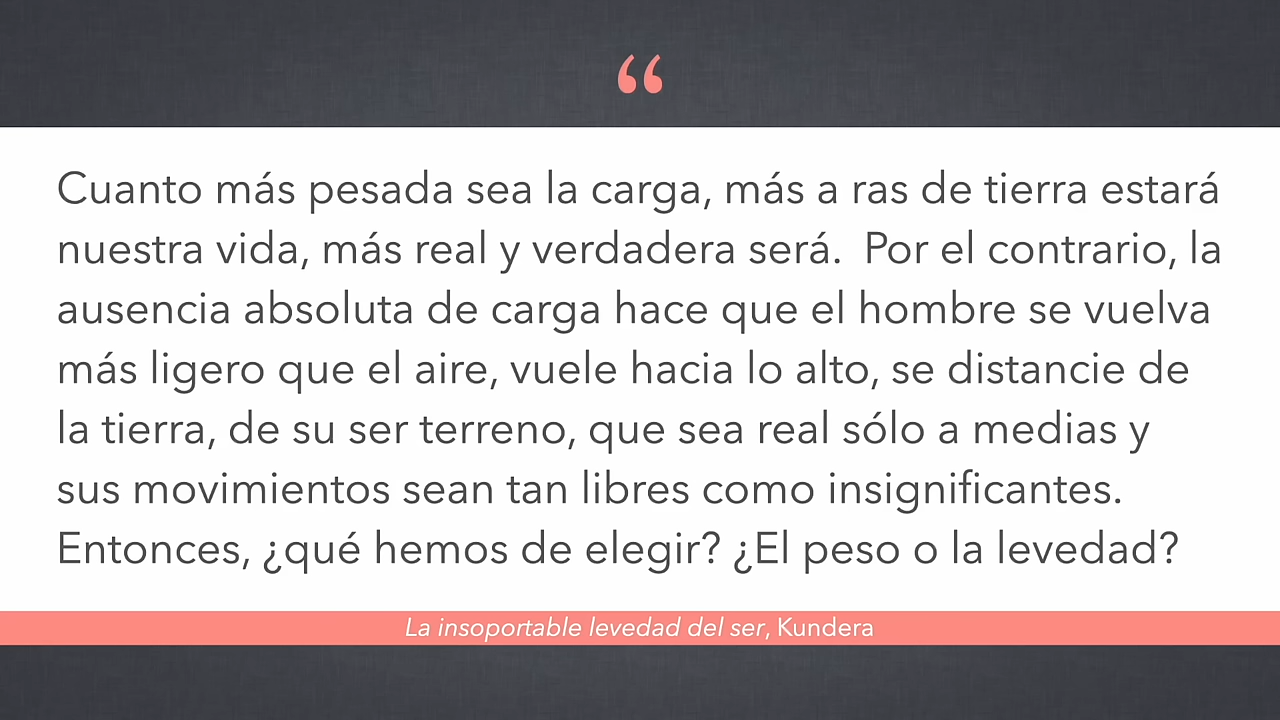 “
Cuanto más pesada sea la carga, más a ras de tierra estará
nuestra vida, más real y verdadera será.  Por el contrario, la
ausencia absoluta de carga hace que el hombre se vuelva
más ligero que el aire, vuele hacia lo alto, se distancie de
la tierra, de su ser terreno, que sea real sólo a medias y
sus movimientos sean tan libres como insignificantes.
Entonces, ¿qué hemos de elegir? ¿El peso o la levedad?
La insoportable levedad del ser, Kundera